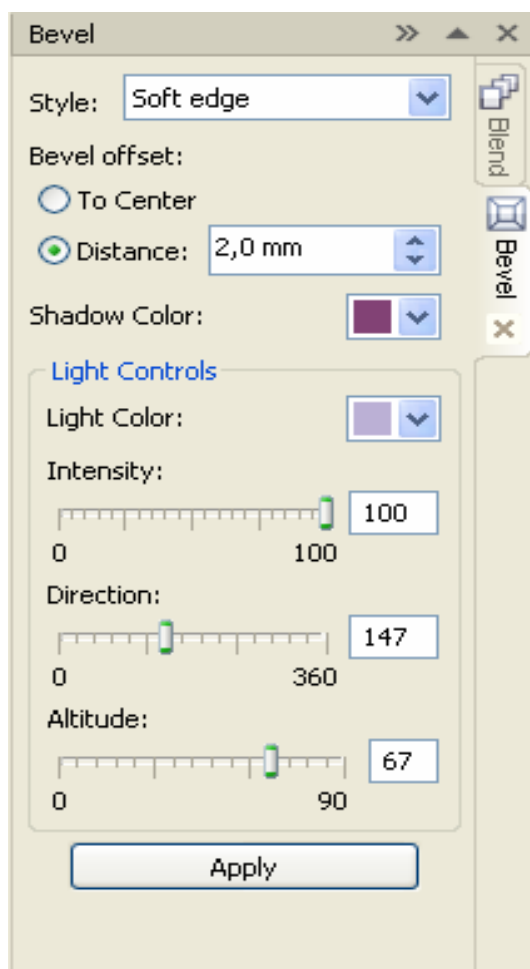 Bevel
Style: Soft edge
Bevel offset:
To Center
Distance: 2,0 mm
Shadow Color:
Light Controls
Light Color:
Intensity:
100
0 100
Direction:
147
0 360
Altitude:
67
0 90
Apply
Blend
Bevel